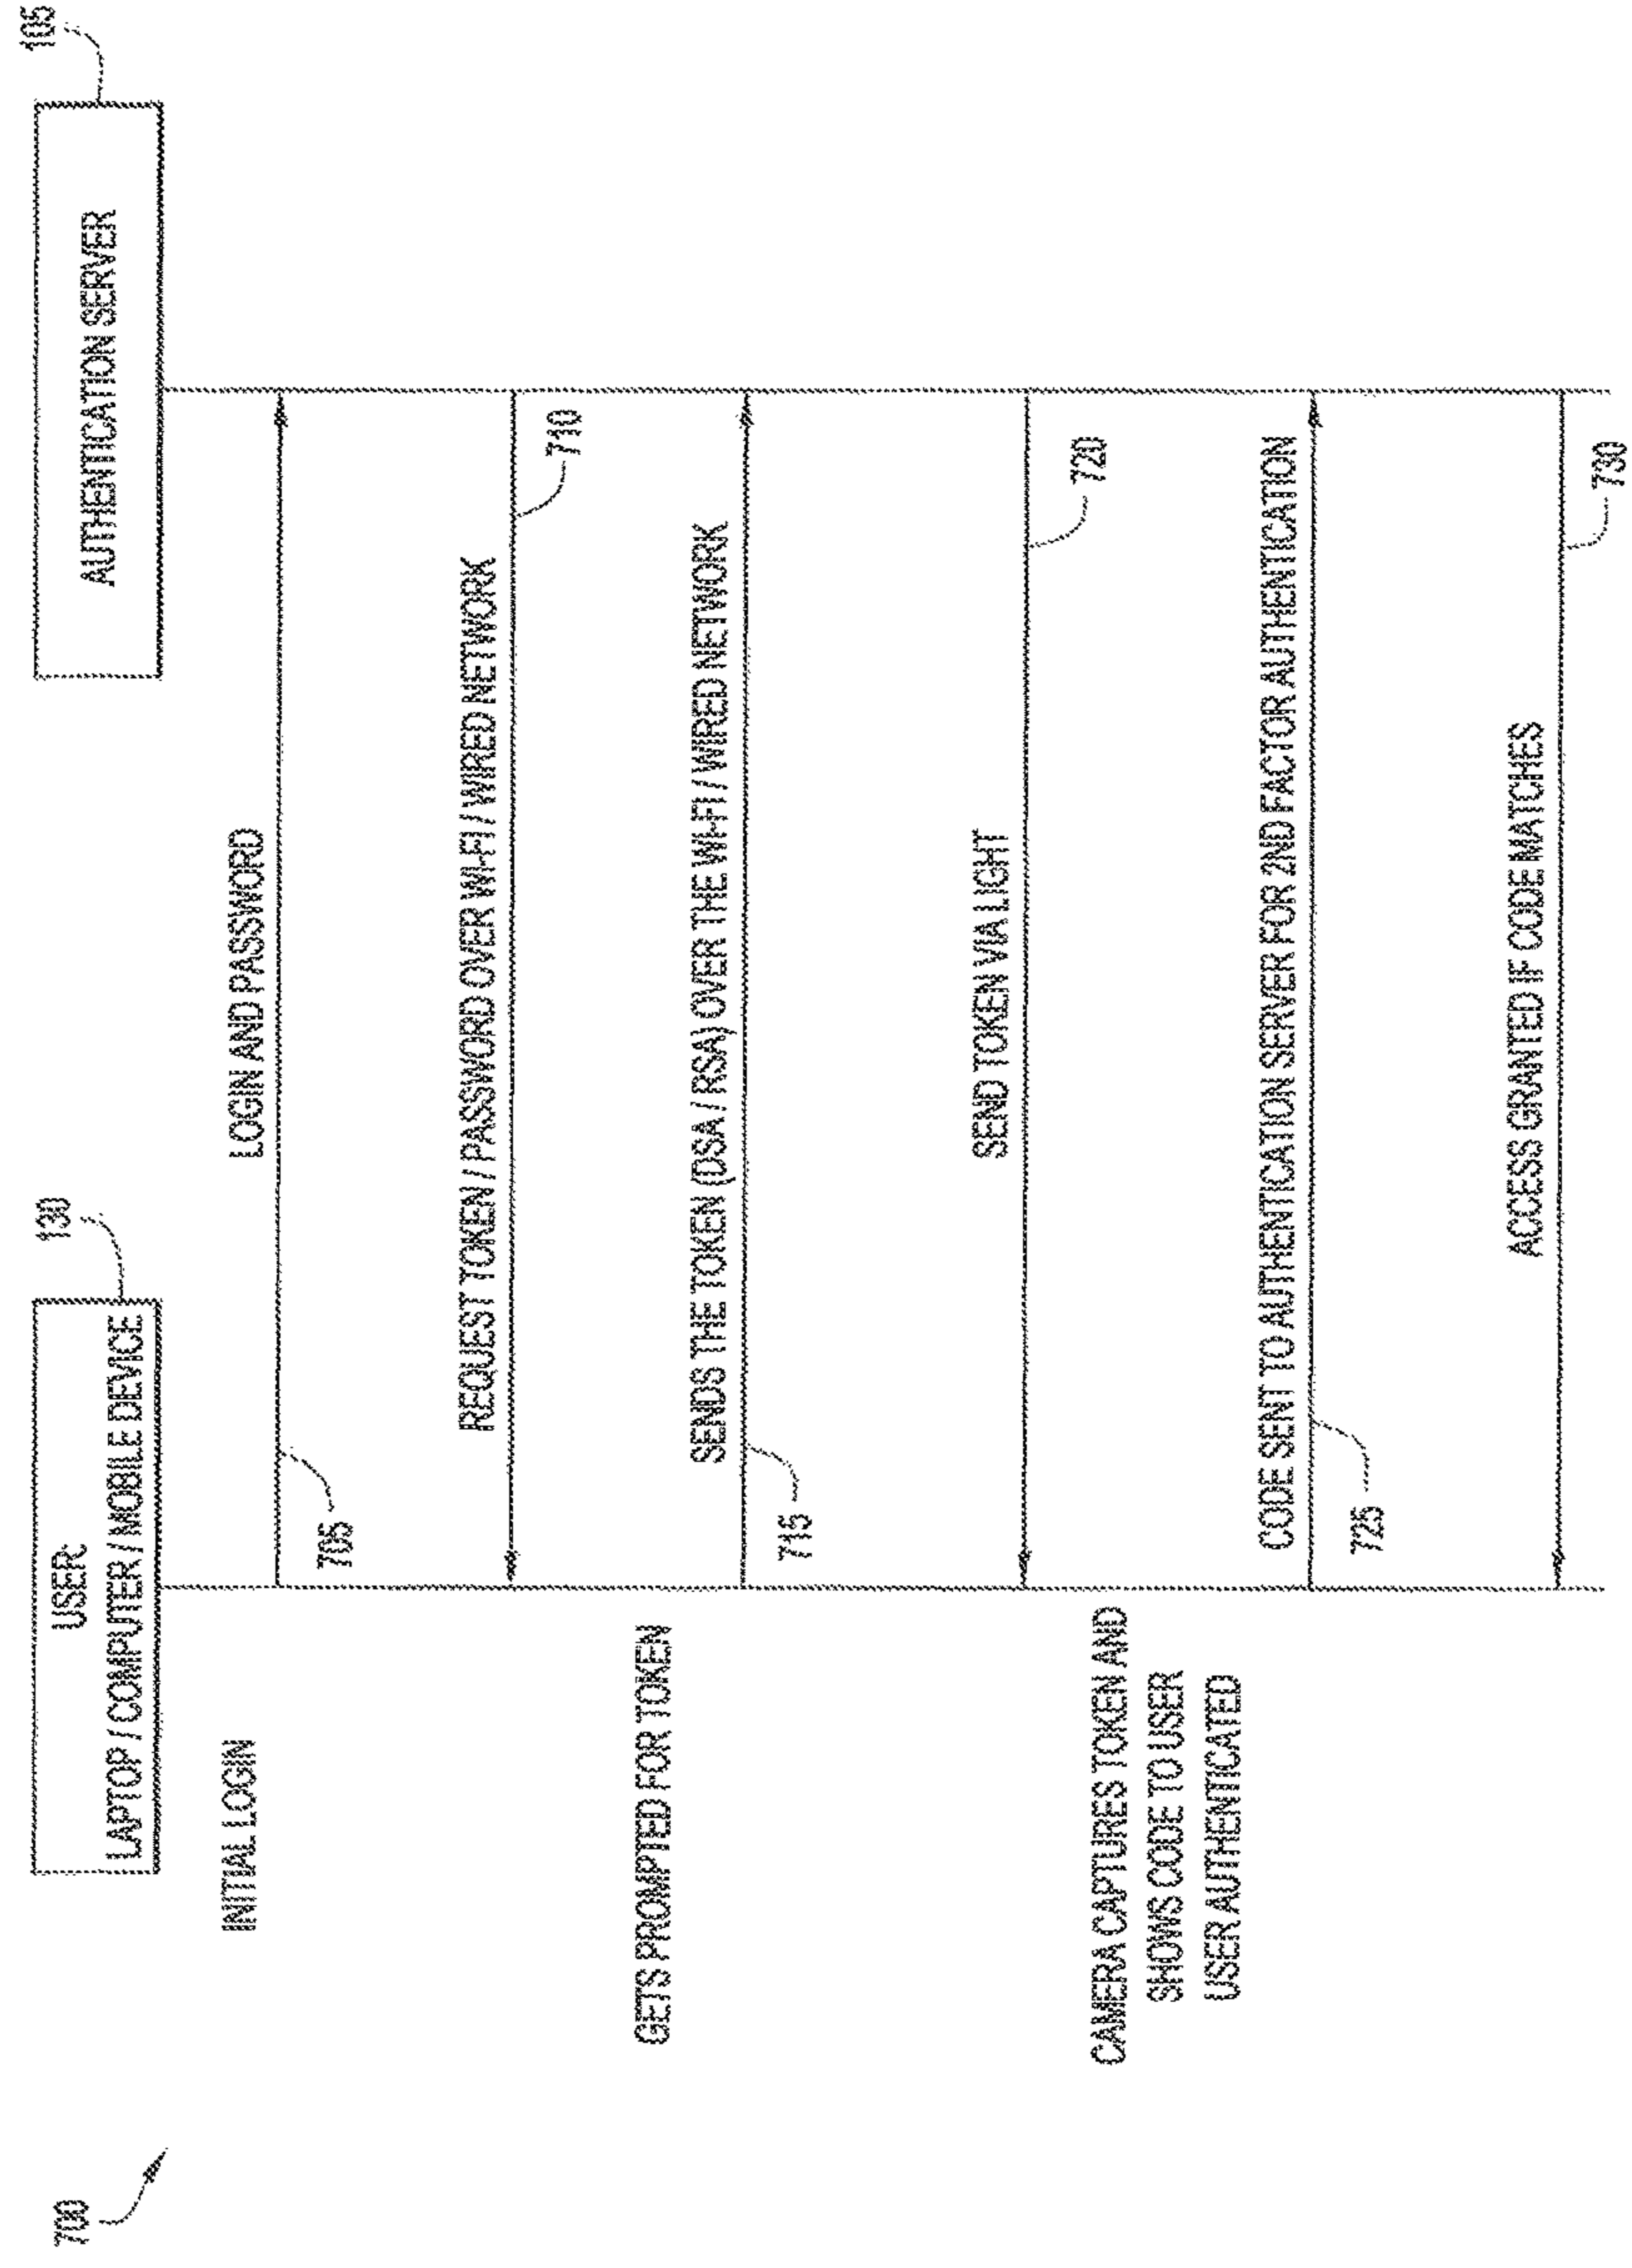 700
USER:
LAPTOP / COMPUTER / MOBILE DEVICE
130
AUTHENTICATION SERVER
105
INITIAL LOGIN
LOGIN AND PASSWORD
705
REQUEST TOKEN / PASSWORD OVER WI-FI / WIRED NETWORK
710
GETS PROMPTED FOR TOKEN
SENDS THE TOKEN (DSA / RSA) OVER THE WI-FI / WIRED NETWORK
715
SEND TOKEN VIA LIGHT
720
CAMERA CAPTURES TOKEN AND
SHOWS CODE TO USER
USER AUTHENTICATED
CODE SENT TO AUTHENTICATION SERVER FOR 2ND FACTOR AUTHENTICATION
725
ACCESS GRANTED IF CODE MATCHES
730